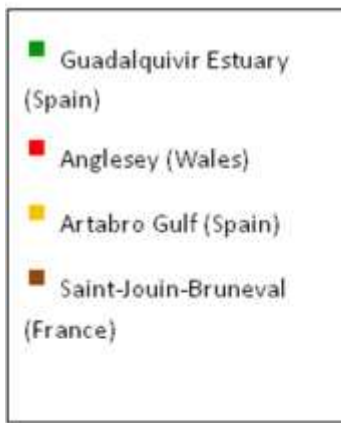 Guadalquivir Estuary
(Spain)
Anglesey (Wales)
Artabro Gulf (Spain)
Saint-Jouin-Bruneval
(France)